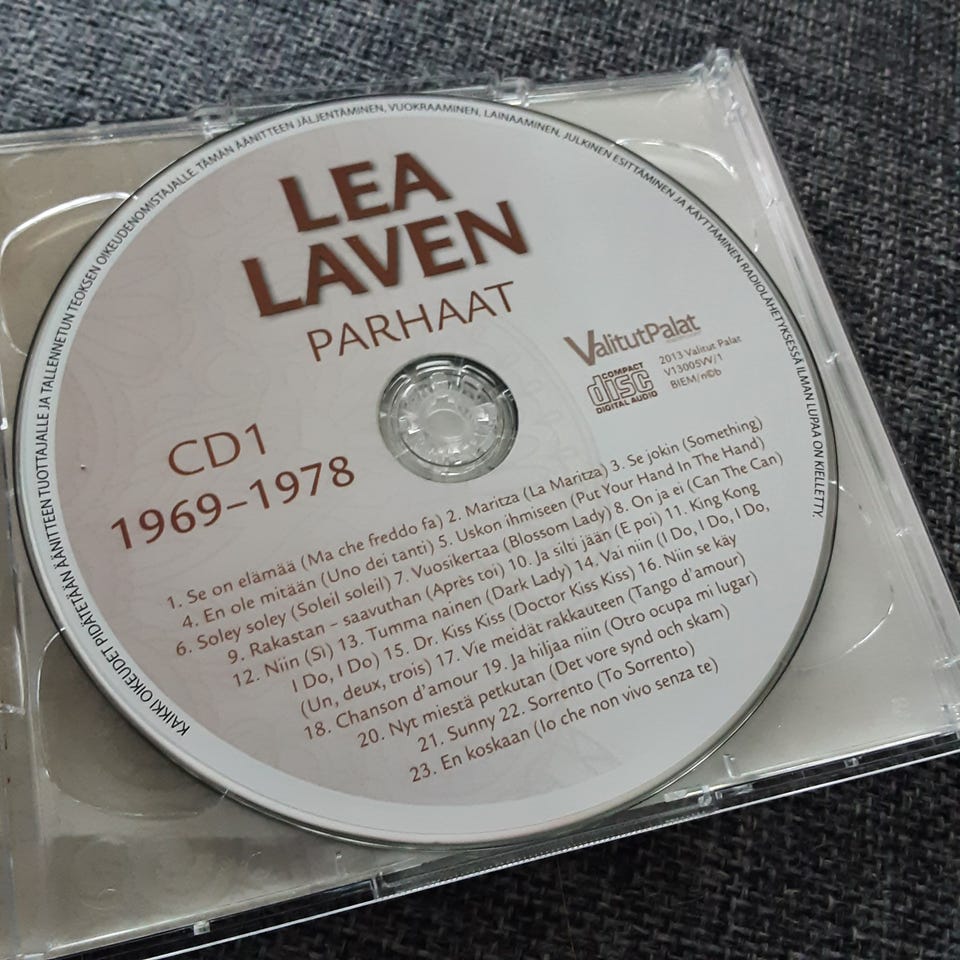 KAIKKI OIKEUDET PIDÄTETÄÄN ÄÄNITTEEN TUOTTAJALLE JA TALLENNETUN TEOKSEN OIKEUDENOMISTAJALLE. TÄMÄN ÄÄNITTEEN JÄLJENTÄMINEN, VUOKRAAMINEN, LAINAAMINEN, JULKINEN ESITTÄMINEN JA KÄYTTÄMINEN RADIOLÄHETYKSESSÄ ILMAN LUPAA ON KIELLETTY.
LEA
LAVEN
PARHAAT
ValitutPalat
COMPACT
disc
DIGITAL AUDIO
2013 Valitut Palat
V13005VV/1
BIEM/n©b
CD1
1969–1978
1. Se on elämää (Ma che freddo fa) 2. Maritza (La Maritza) 3. Se jokin (Something)
4. En ole mitään (Uno dei tanti) 5. Uskon ihmiseen (Put Your Hand In The Hand)
6. Soley soley (Soleil soleil) 7. Vuosikertaa (Blossom Lady) 8. On ja ei (Can The Can)
9. Rakastan – saavuthan (Après toi) 10. Ja silti jään (E poi) 11. King Kong
12. Niin (Sì) 13. Tumma nainen (Dark Lady) 14. Vai niin (I Do, I Do, I Do,
I Do, I Do) 15. Dr. Kiss Kiss (Doctor Kiss Kiss) 16. Niin se käy
(Un, deux, trois) 17. Vie meidät rakkauteen (Tango d'amour)
18. Chanson d'amour 19. Ja hiljaa niin (Otro ocupa mi lugar)
20. Nyt miestä petkutan (Det vore synd och skam)
21. Sunny 22. Sorrento (To Sorrento)
23. En koskaan (Io che non vivo senza te)